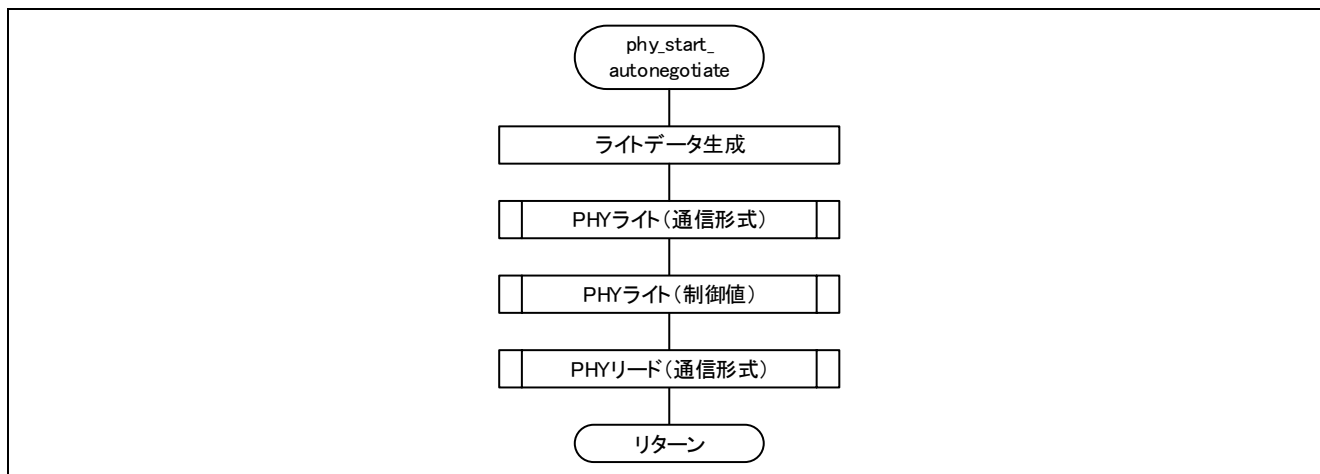 phy_start_
autonegotiate
ライトデータ生成
PHYライト（通信形式）
PHYライト（制御値）
PHYリード（通信形式）
リターン